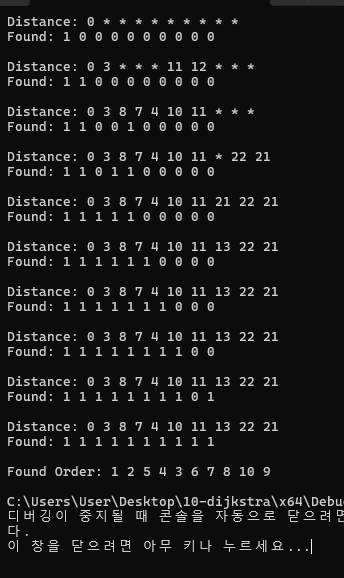 Distance: 0 * * * * * * * * *
Found: 1 0 0 0 0 0 0 0 0 0
Distance: 0 3 * * * 11 12 * * *
Found: 1 1 0 0 0 0 0 0 0 0
Distance: 0 3 8 7 4 10 11 * * *
Found: 1 1 0 0 1 0 0 0 0 0
Distance: 0 3 8 7 4 10 11 * 22 21
Found: 1 1 0 1 1 0 0 0 0 0
Distance: 0 3 8 7 4 10 11 21 22 21
Found: 1 1 1 1 1 0 0 0 0 0
Distance: 0 3 8 7 4 10 11 13 22 21
Found: 1 1 1 1 1 1 0 0 0 0
Distance: 0 3 8 7 4 10 11 13 22 21
Found: 1 1 1 1 1 1 1 0 0 0
Distance: 0 3 8 7 4 10 11 13 22 21
Found: 1 1 1 1 1 1 1 1 0 0
Distance: 0 3 8 7 4 10 11 13 22 21
Found: 1 1 1 1 1 1 1 1 0 1
Distance: 0 3 8 7 4 10 11 13 22 21
Found: 1 1 1 1 1 1 1 1 1 1
Found Order: 1 2 5 4 3 6 7 8 10 9
C:\Users\User\Desktop\10-dijkstra\x64\Debu
디버깅이 중지될 때 콘솔을 자동으로 닫으려면
다.
이 창을 닫으려면 아무 키나 누르세요...